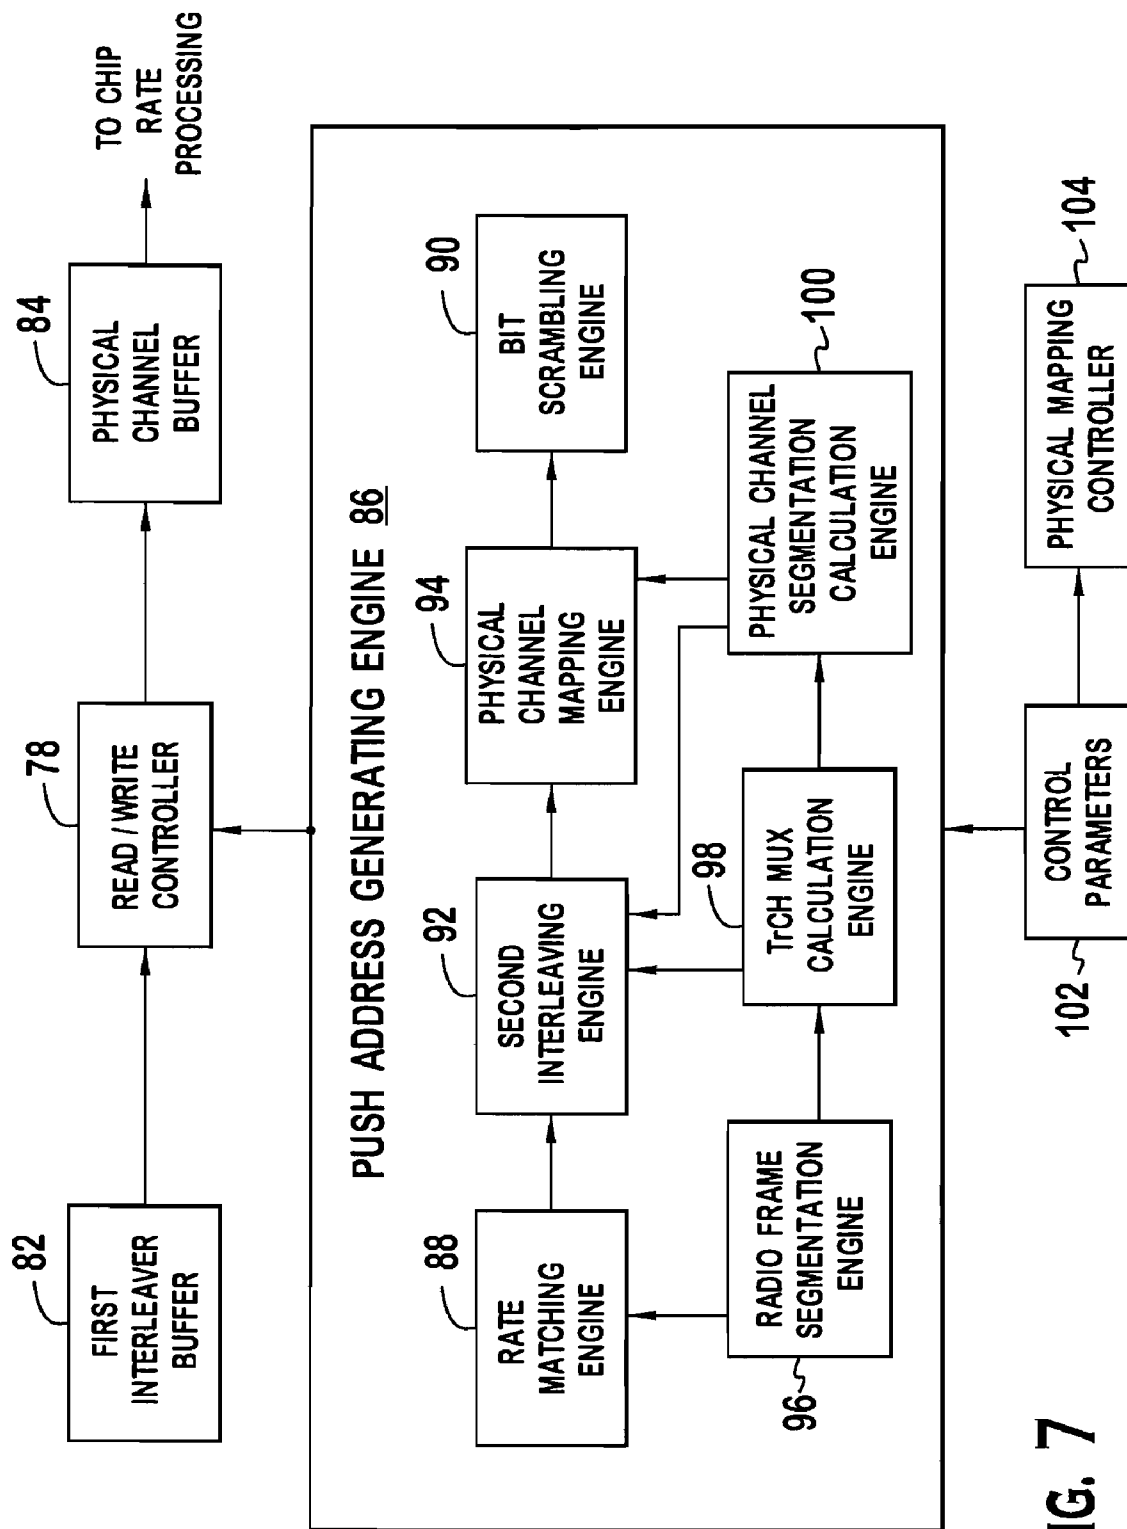 82
FIRST
INTERLEAVER
BUFFER
78
READ / WRITE
CONTROLLER
84
PHYSICAL
CHANNEL
BUFFER
TO CHIP
RATE
PROCESSING
PUSH ADDRESS GENERATING ENGINE 86
88
RATE
MATCHING
ENGINE
92
SECOND
INTERLEAVING
ENGINE
94
PHYSICAL
CHANNEL
MAPPING
ENGINE
90
BIT
SCRAMBLING
ENGINE
96
RADIO FRAME
SEGMENTATION
ENGINE
98
TrCH MUX
CALCULATION
ENGINE
100
PHYSICAL CHANNEL
SEGMENTATION
CALCULATION
ENGINE
102
CONTROL
PARAMETERS
104
PHYSICAL MAPPING
CONTROLLER
IG. 7